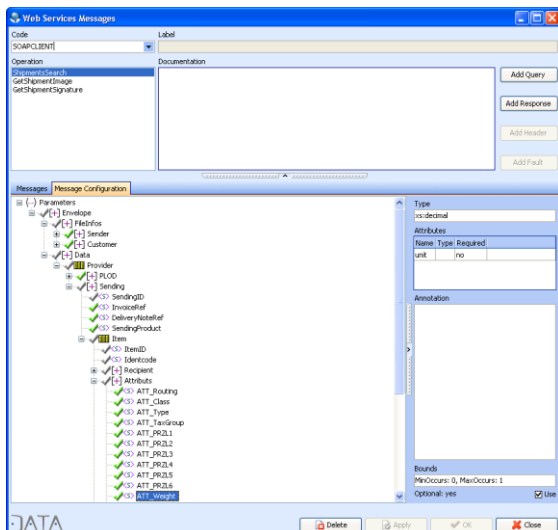 Web Services Messages
Code
Label
SOAPCLIENT
Operation
Documentation
ShipmentsSearch
GetShipmentImage
GetShipmentSignature
Add Query
Add Response
Add Header
Add Fault
Messages
Message Configuration
Parameters
Envelope
FileInfos
Sender
Customer
Data
Provider
PLOD
Sending
SendingID
InvoiceRef
DeliveryNoteRef
SendingProduct
Item
ItemID
Identcode
Recipient
Attributs
ATT_Routing
ATT_Class
ATT_Type
ATT_TaxGroup
ATT_PRZL1
ATT_PRZL2
ATT_PRZL3
ATT_PRZL4
ATT_PRZL5
ATT_PRZL6
ATT_Weight
Type
xs:decimal
Attributes
Name Type Required
unit no
Annotation
Bounds
MinOccurs: 0, MaxOccurs: 1
Optional: yes
Use
DATA
Delete
Apply
OK
Close